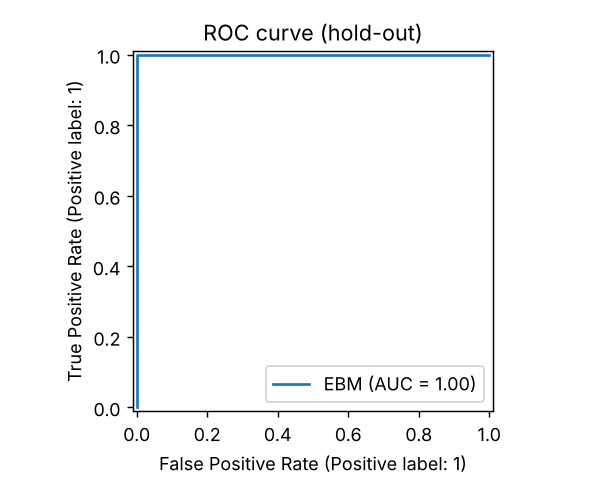 ROC curve (hold-out)
True Positive Rate (Positive label: 1)
1.0
0.8
0.6
0.4
0.2
0.0
EBM (AUC = 1.00)
0.0 0.2 0.4 0.6 0.8 1.0
False Positive Rate (Positive label: 1)